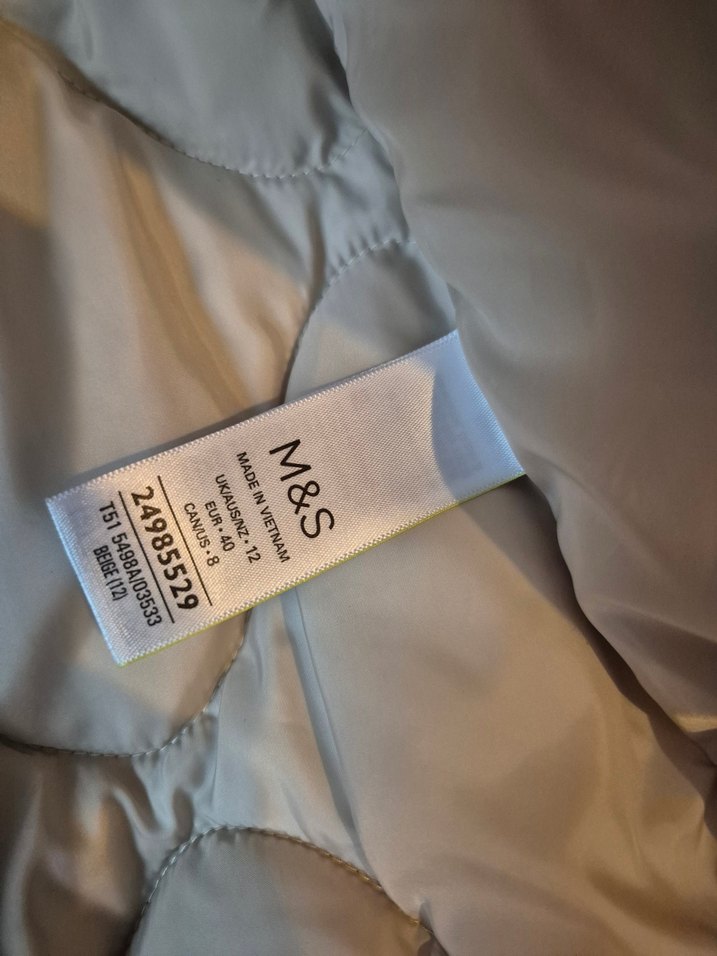 M&S
MADE IN VIETNAM
UK/AUS/NZ • 12
EUR • 40
CAN/US • 8
24985529
T51 5498A/03533
BEIGE (12)